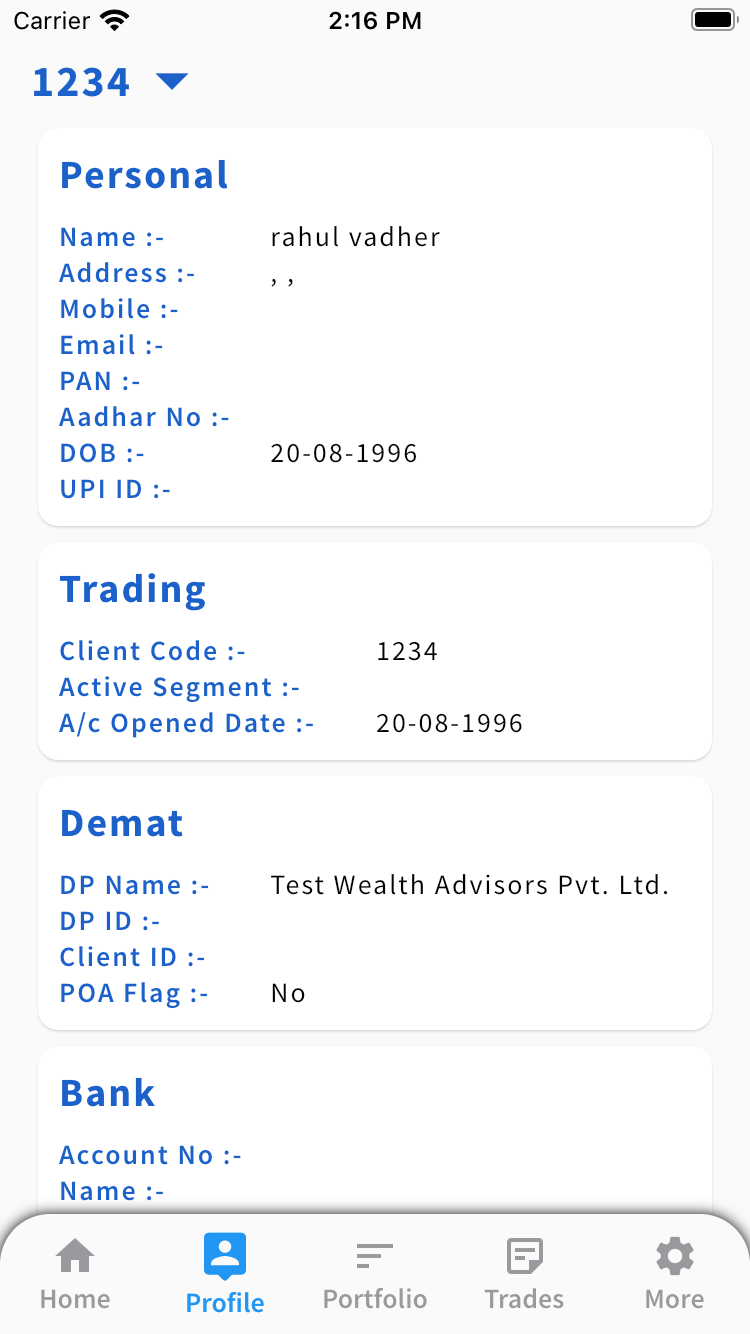 Carrier 2:16 PM
1234
Personal
Name :- rahul vadher
Address :- , ,
Mobile :-
Email :-
PAN :-
Aadhar No :-
DOB :- 20-08-1996
UPI ID :-
Trading
Client Code :- 1234
Active Segment :-
A/c Opened Date :- 20-08-1996
Demat
DP Name :- Test Wealth Advisors Pvt. Ltd.
DP ID :-
Client ID :-
POA Flag :- No
Bank
Account No :-
Name :-
Home Profile Portfolio Trades More